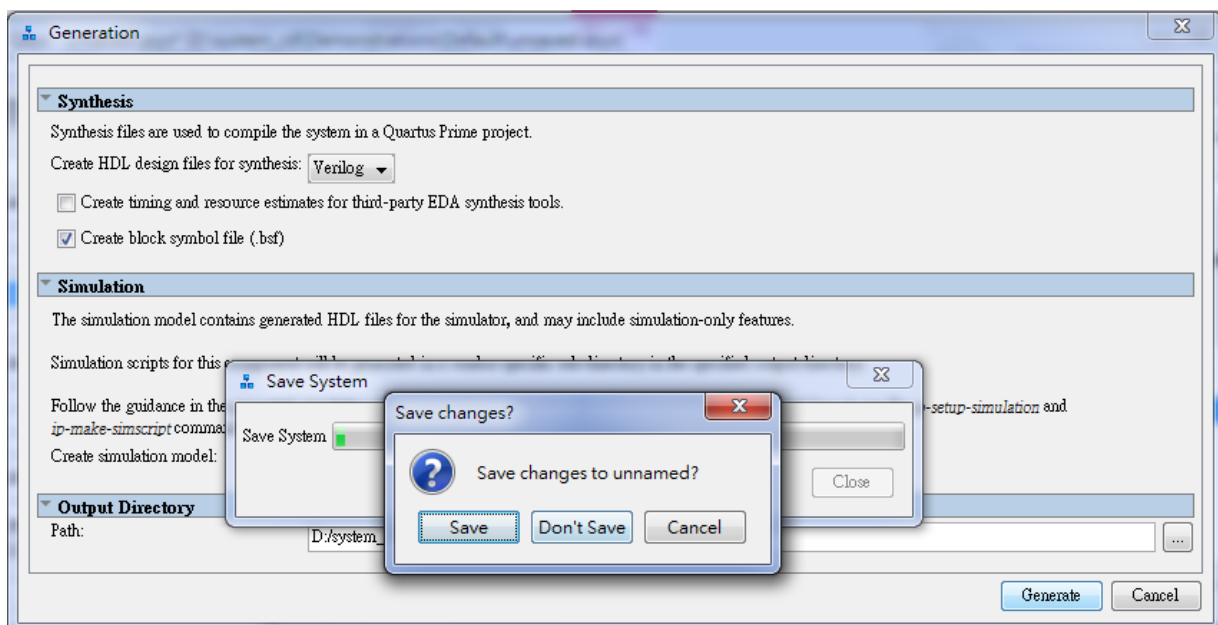 Generation
Synthesis
Synthesis files are used to compile the system in a Quartus Prime project.
Create HDL design files for synthesis: Verilog
Create timing and resource estimates for third-party EDA synthesis tools.
Create block symbol file (.bsf)
Simulation
The simulation model contains generated HDL files for the simulator, and may include simulation-only features.
Simulation scripts for this
Follow the guidance in the -setup-simulation and
ip-make-simscript
Create simulation model:
Save System
Save System
Close
Save changes?
Save changes to unnamed?
Save Don't Save Cancel
Output Directory
Path: D:/system_ ...
Generate Cancel